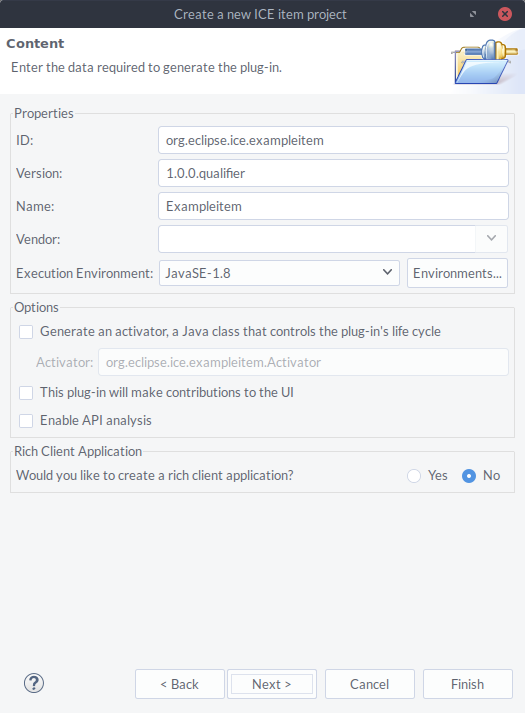 Create a new ICE item project
Content
Enter the data required to generate the plug-in.
Properties
ID: org.eclipse.ice.exampleitem
Version: 1.0.0.qualifier
Name: Exampleitem
Vendor:
Execution Environment: JavaSE-1.8 Environments...
Options
Generate an activator, a Java class that controls the plug-in's life cycle
Activator: org.eclipse.ice.exampleitem.Activator
This plug-in will make contributions to the UI
Enable API analysis
Rich Client Application
Would you like to create a rich client application? Yes No
? < Back Next > Cancel Finish